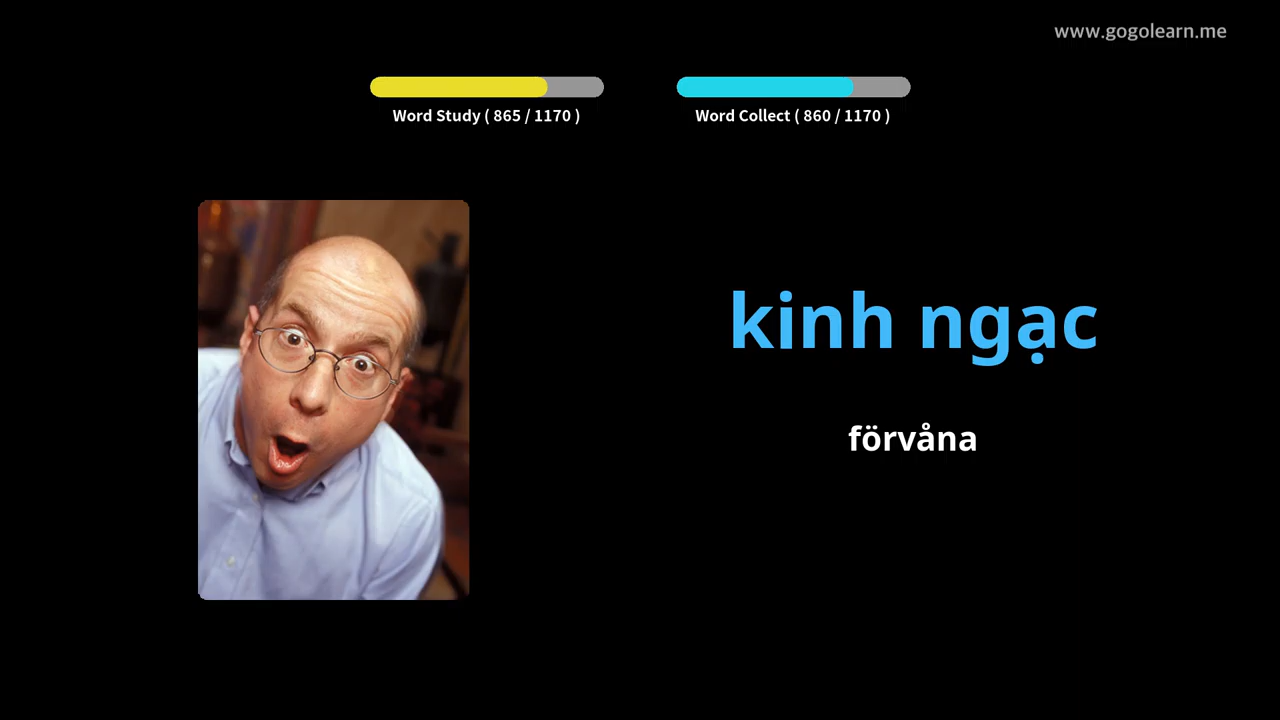 www.gogolearn.me
Word Study ( 865 / 1170 )
Word Collect ( 860 / 1170 )
kinh ngạc
förvåna